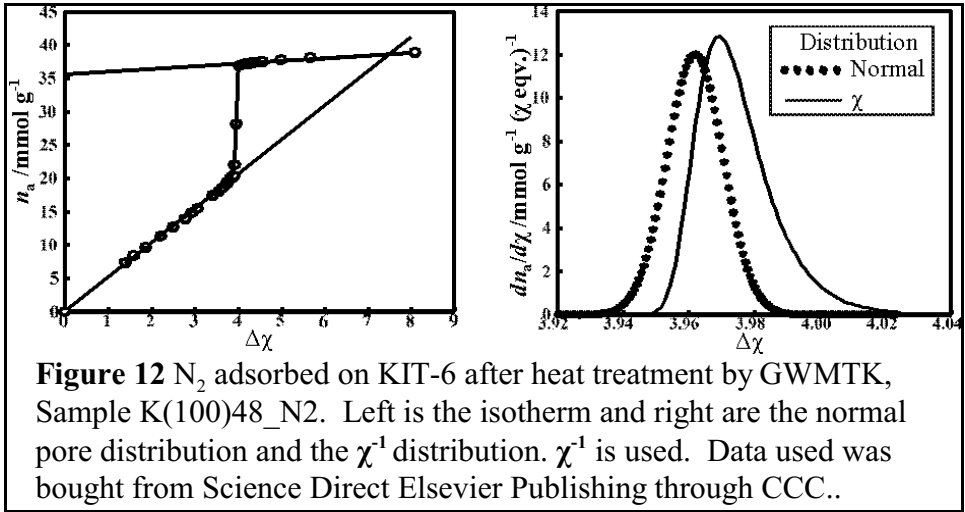 45
40
35
30
25
20
15
10
5
0
nₐ /mmol g⁻¹
0 1 2 3 4 5 6 7 8 9
Δχ
14
12
10
8
6
4
2
0
dnₐ/dχ /mmol g⁻¹ (χ eqv.)⁻¹
Distribution
Normal
χ
3.92 3.94 3.96 3.98 4.00 4.02 4.04
Δχ
Figure 12 N₂ adsorbed on KIT-6 after heat treatment by GWMTK,
Sample K(100)48_N2. Left is the isotherm and right are the normal
pore distribution and the χ⁻¹ distribution. χ⁻¹ is used. Data used was
bought from Science Direct Elsevier Publishing through CCC..